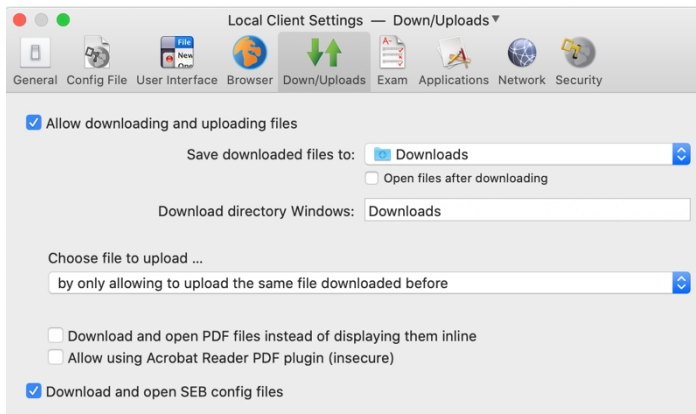 Local Client Settings — Down/Uploads
File
New
General Config File User Interface Browser Down/Uploads Exam Applications Network Security
Allow downloading and uploading files
Save downloaded files to: Downloads
Open files after downloading
Download directory Windows: Downloads
Choose file to upload ...
by only allowing to upload the same file downloaded before
Download and open PDF files instead of displaying them inline
Allow using Acrobat Reader PDF plugin (insecure)
Download and open SEB config files